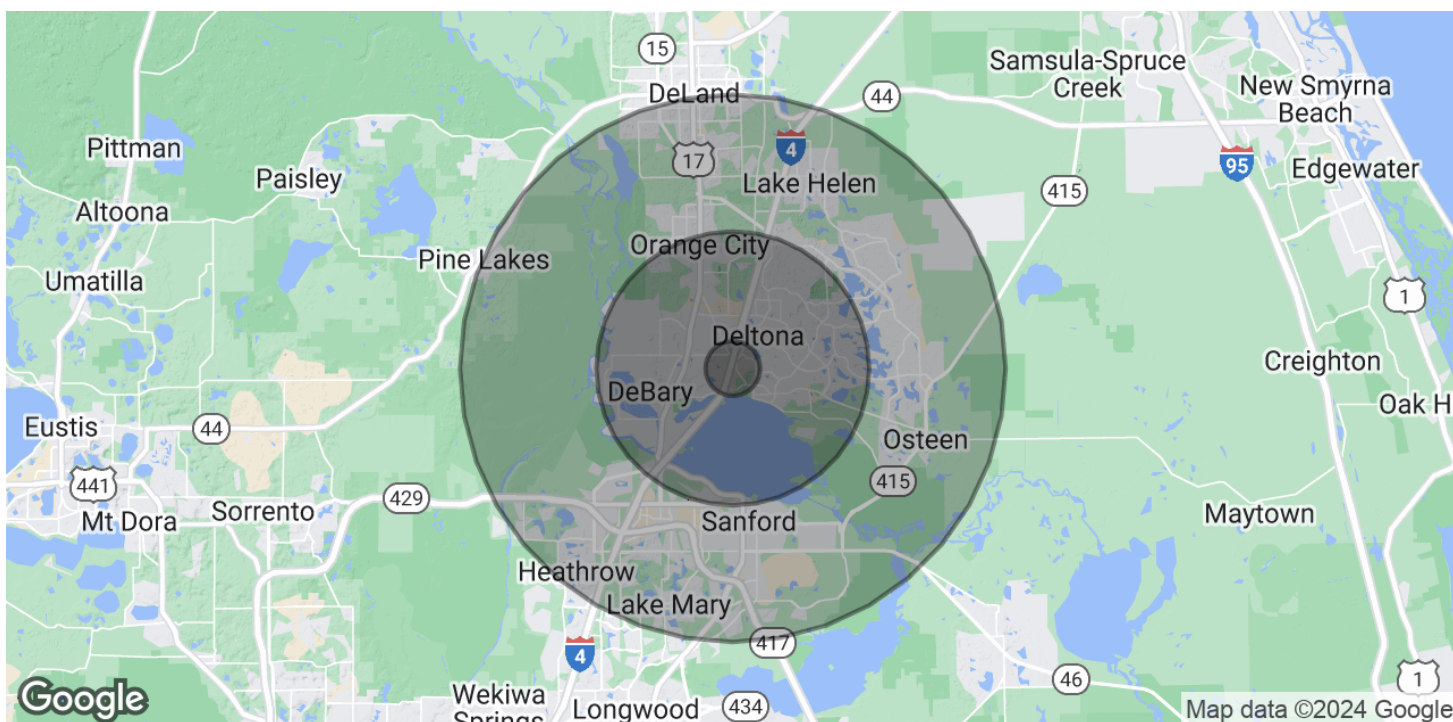 15
DeLand
44
Samsula-Spruce
Creek
New Smyrna
Beach
Pittman
17
4
95
Edgewater
Paisley
Lake Helen
415
Altoona
Orange City
Pine Lakes
Umatilla
1
Deltona
Creighton
DeBary
Oak H
Eustis
44
Osteen
441
429
415
Mt Dora
Sorrento
Sanford
Maytown
Heathrow
Lake Mary
417
4
46
1
Wekiwa
Springs
Longwood
434
Google
Map data ©2024 Google